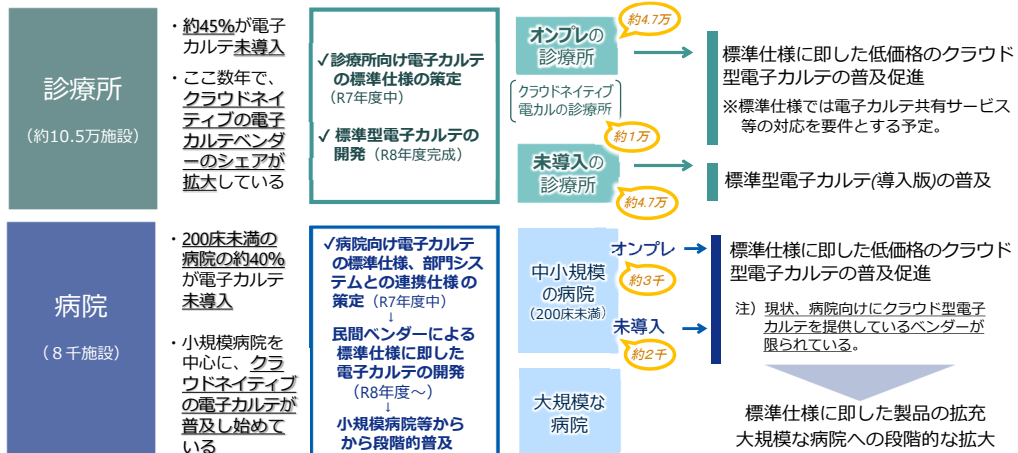 診療所
（約10.5万施設）
・約45%が電子
カルテ未導入
・ここ数年で、
クラウドネイ
ティブの電子
カルテベンダ
ーのシェアが
拡大している
✓診療所向け電子カルテ
の標準仕様の策定
（R7年度中）
✓ 標準型電子カルテの
開発（R8年度完成）
約4.7万
オンプレの
診療所
クラウドネイティブ
電カルの診療所
約1万
未導入の
診療所
約4.7万
標準仕様に即した低価格のクラウド
型電子カルテの普及促進
※標準仕様では電子カルテ共有サービス
等の対応を要件とする予定。
標準型電子カルテ(導入版)の普及
病院
（８千施設）
・200床未満の
病院の約40%
が電子カルテ
未導入
・小規模病院を
中心に、クラ
ウドネイティブ
の電子カルテが
普及し始めて
いる
✓病院向け電子カルテ
の標準仕様、部門シス
テムとの連携仕様の
策定（R7年度中）
↓
民間ベンダーによる
標準仕様に即した
電子カルテの開発
（R8年度～）
↓
小規模病院等から
から段階的普及
中小規模
の病院
（200床未満）
オンプレ
約3千
未導入
約2千
大規模な
病院
標準仕様に即した低価格のクラウド
型電子カルテの普及促進
注）現状、病院向けにクラウド型電子
カルテを提供しているベンダーが
限られている。
標準仕様に即した製品の拡充
大規模な病院への段階的な拡大